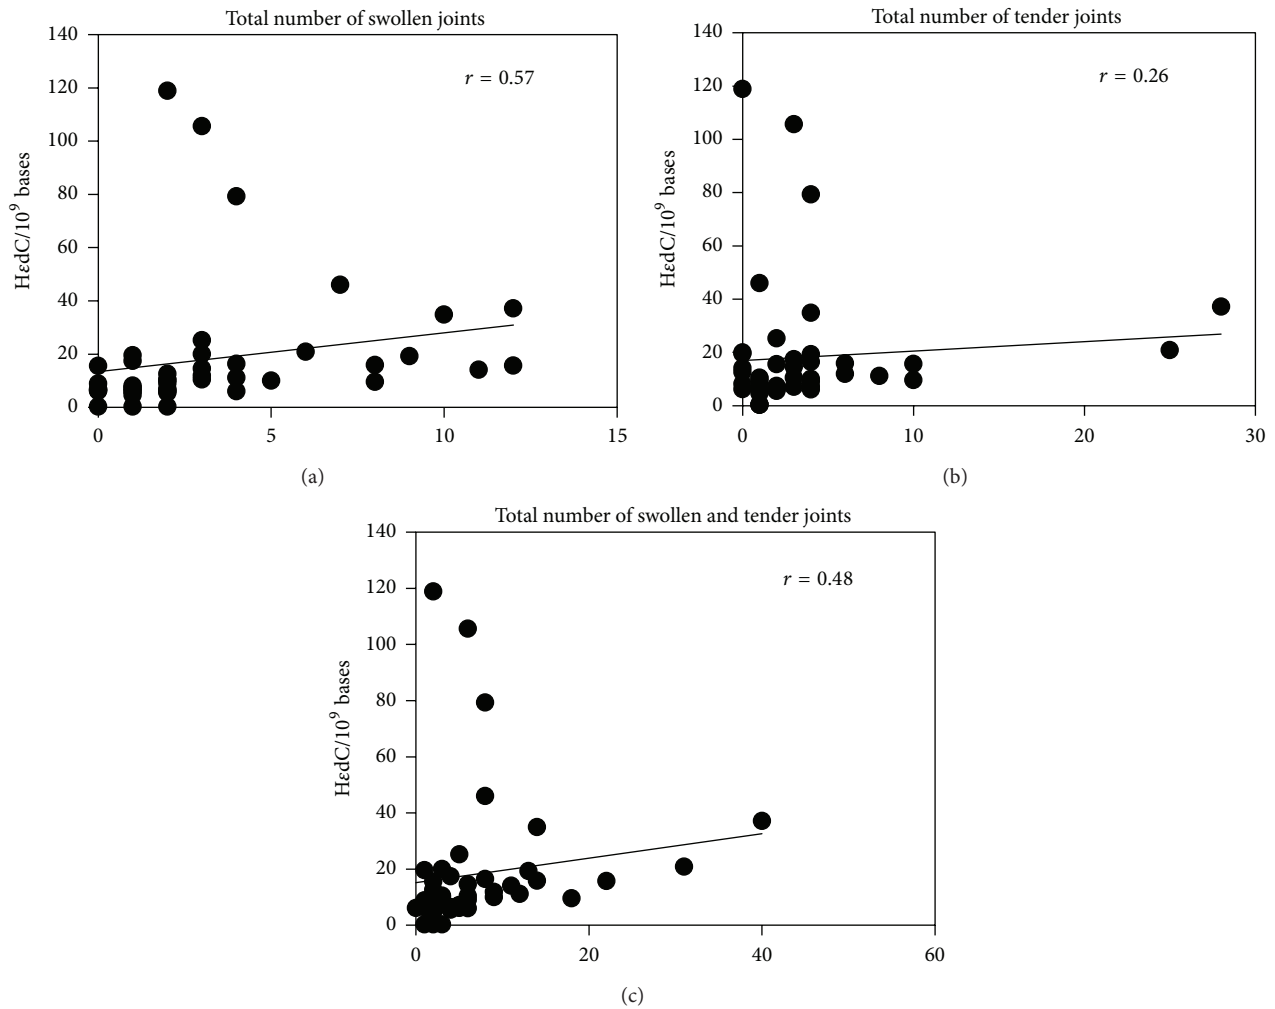 Total number of swollen joints
140
120
100
80
60
40
20
0
HεdC/10⁹ bases
r = 0.57
0 5 10 15
(a)
Total number of tender joints
140
120
100
80
60
40
20
0
HεdC/10⁹ bases
r = 0.26
0 10 20 30
(b)
Total number of swollen and tender joints
140
120
100
80
60
40
20
0
HεdC/10⁹ bases
r = 0.48
0 20 40 60
(c)